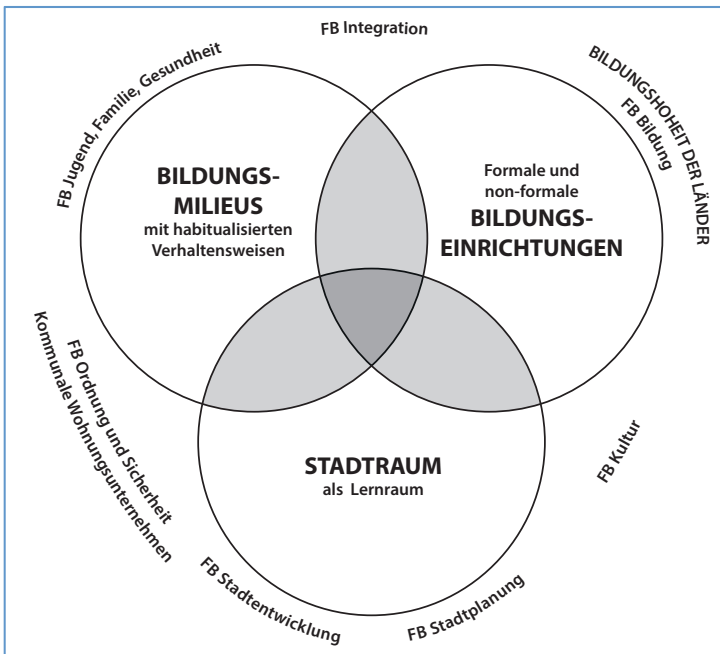 FB Integration
FB Jugend, Familie, Gesundheit
BILDUNGSHOHEIT DER LÄNDER
FB Bildung
BILDUNGS-
MILIEUS
mit habitualisierten
Verhaltensweisen
Formale und
non-formale
BILDUNGS-
EINRICHTUNGEN
FB Ordnung und Sicherheit
Kommunale Wohnungsunternehmen
STADTRAUM
als Lernraum
FB Kultur
FB Stadtentwicklung
FB Stadtplanung